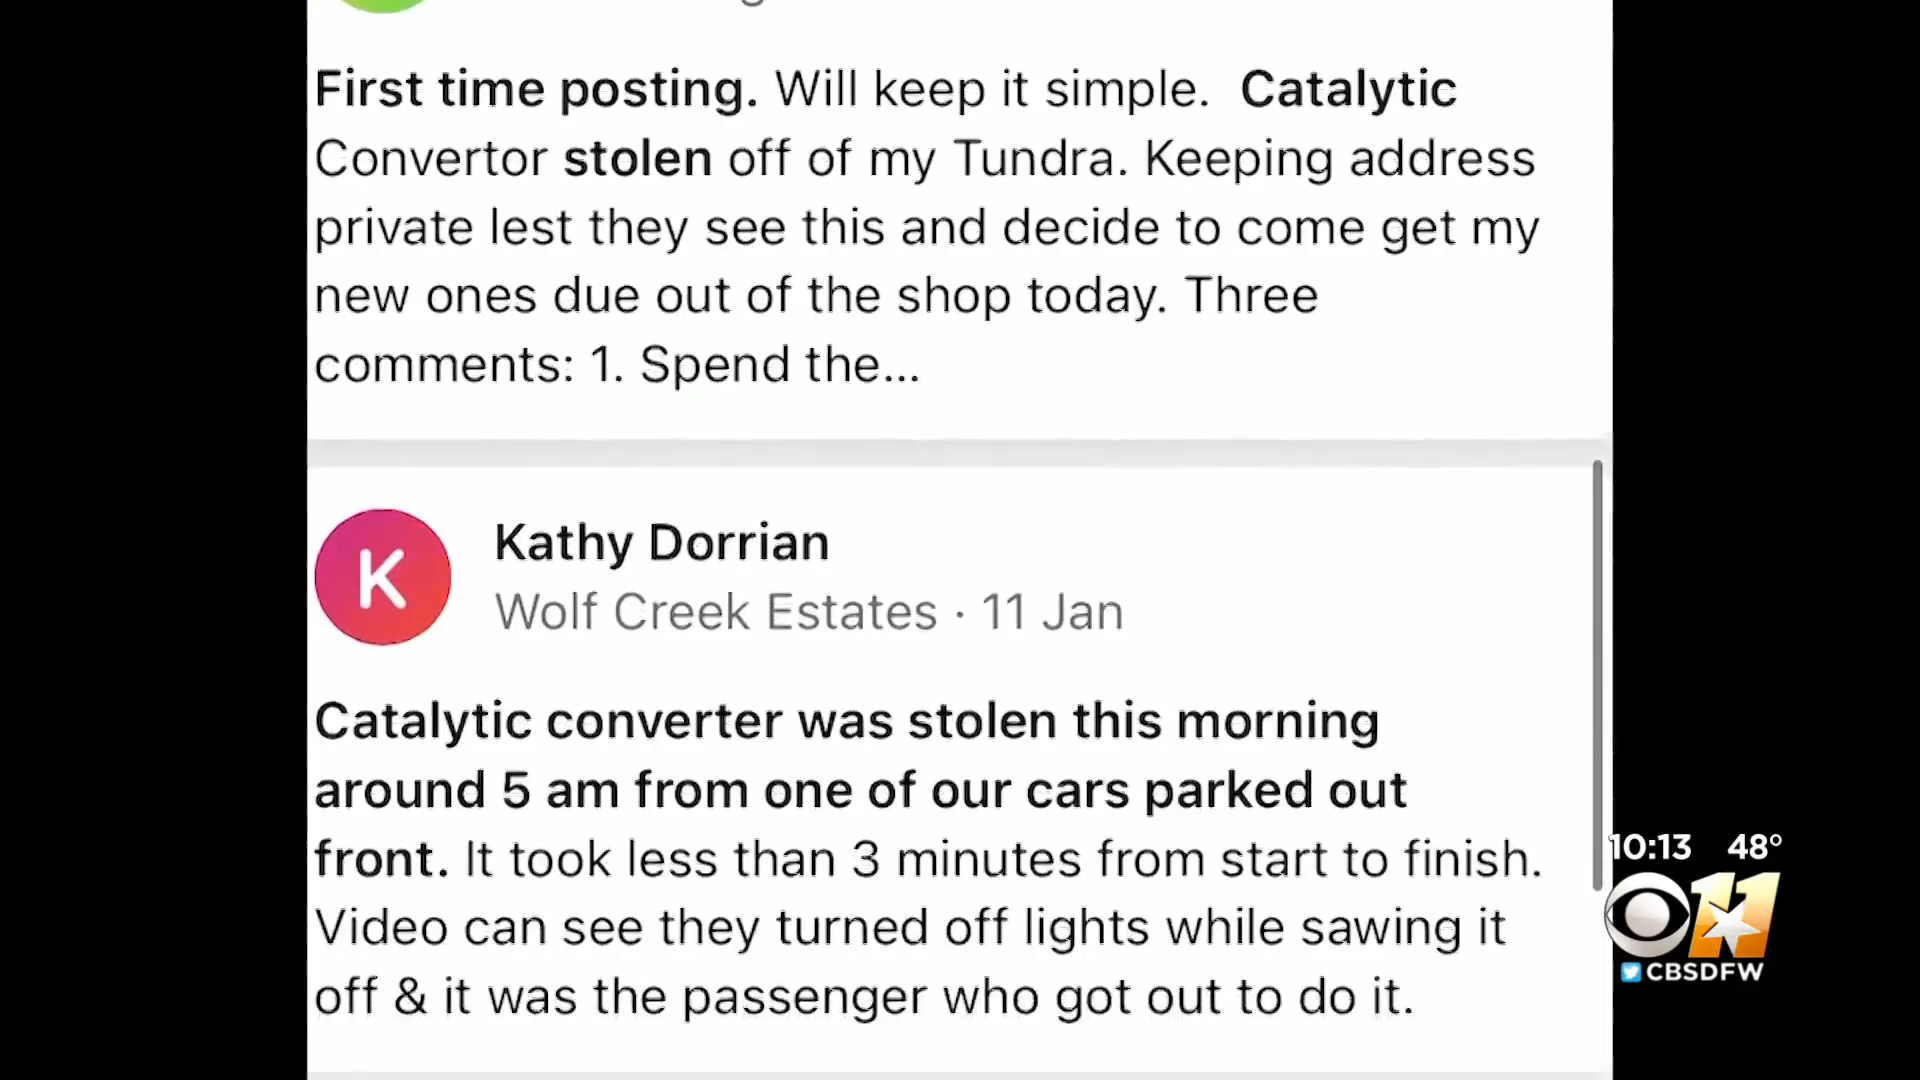 First time posting. Will keep it simple. Catalytic
Convertor stolen off of my Tundra. Keeping address
private lest they see this and decide to come get my
new ones due out of the shop today. Three
comments: 1. Spend the...
K
Kathy Dorrian
Wolf Creek Estates · 11 Jan
Catalytic converter was stolen this morning
around 5 am from one of our cars parked out
front. It took less than 3 minutes from start to finish.
Video can see they turned off lights while sawing it
off & it was the passenger who got out to do it.
10:13 48°
11
CBSDFW